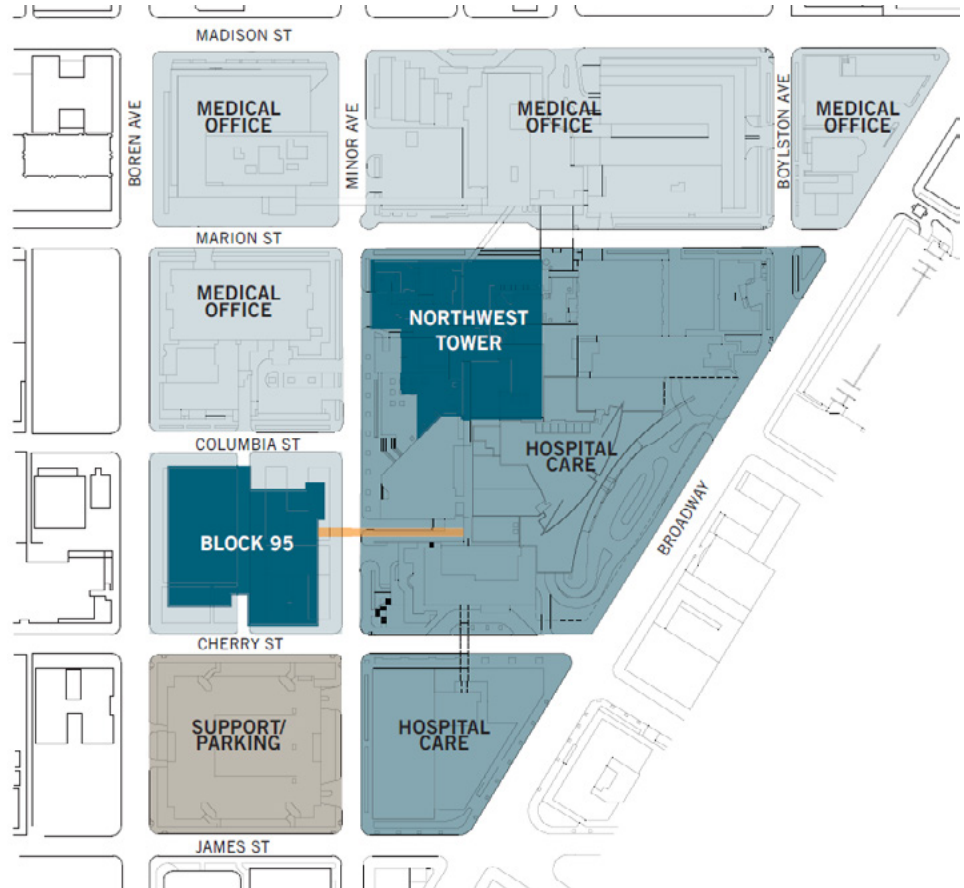 MADISON ST
BOREN AVE
MEDICAL
OFFICE
MINOR AVE
MEDICAL
OFFICE
BOYLSTON AVE
MEDICAL
OFFICE
MARION ST
MEDICAL
OFFICE
NORTHWEST
TOWER
COLUMBIA ST
HOSPITAL
CARE
BLOCK 95
BROADWAY
CHERRY ST
SUPPORT/
PARKING
HOSPITAL
CARE
JAMES ST